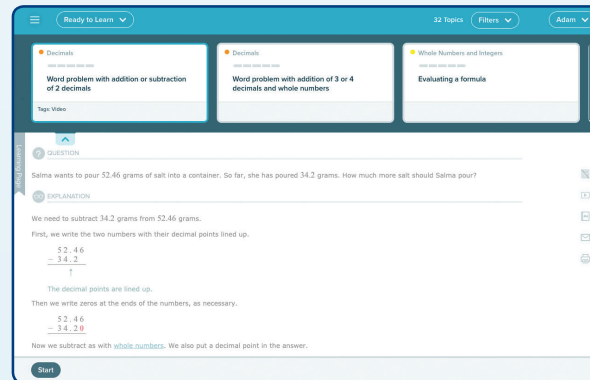 Ready to Learn
32 Topics
Filters
Adam
Decimals
Word problem with addition or subtraction
of 2 decimals
Tags: Video
Decimals
Word problem with addition of 3 or 4
decimals and whole numbers
Whole Numbers and Integers
Evaluating a formula
Learning Page
QUESTION
Salma wants to pour 52.46 grams of salt into a container. So far, she has poured 34.2 grams. How much more salt should Salma pour?
EXPLANATION
We need to subtract 34.2 grams from 52.46 grams.
First, we write the two numbers with their decimal points lined up.
52.46
− 34.2
↑
The decimal points are lined up.
Then we write zeros at the ends of the numbers, as necessary.
52.46
− 34.20
Now we subtract as with whole numbers. We also put a decimal point in the answer.
Start